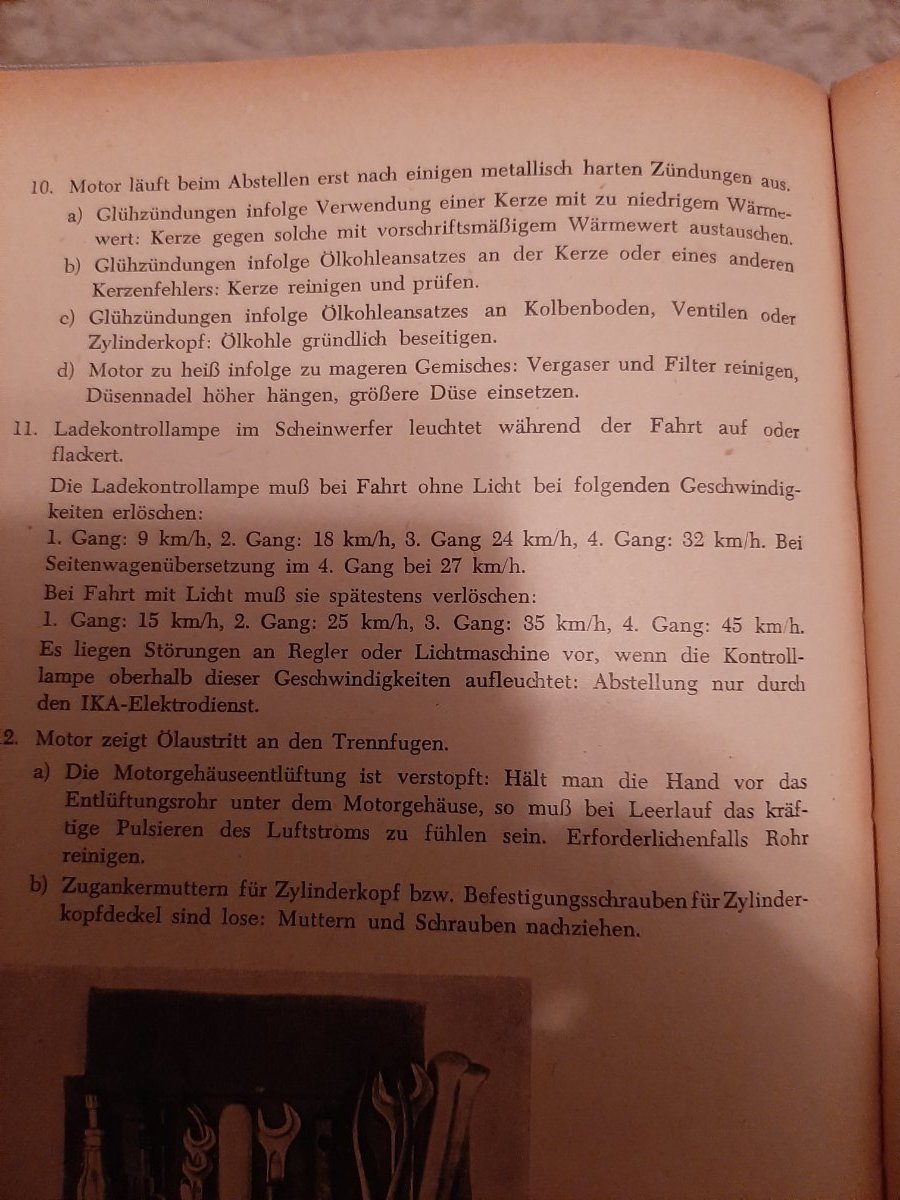 10. Motor läuft beim Abstellen erst nach einigen metallisch harten Zündungen aus.
a) Glühzündungen infolge Verwendung einer Kerze mit zu niedrigem Wärme-
wert: Kerze gegen solche mit vorschriftsmäßigem Wärmewert austauschen.
b) Glühzündungen infolge Ölkohleansatzes an der Kerze oder eines anderen
Kerzenfehlers: Kerze reinigen und prüfen.
c) Glühzündungen infolge Ölkohleansatzes an Kolbenboden, Ventilen oder
Zylinderkopf: Ölkohle gründlich beseitigen.
d) Motor zu heiß infolge zu mageren Gemisches: Vergaser und Filter reinigen,
Düsennadel höher hängen, größere Düse einsetzen.
11. Ladekontrollampe im Scheinwerfer leuchtet während der Fahrt auf oder
flackert.
Die Ladekontrollampe muß bei Fahrt ohne Licht bei folgenden Geschwindig-
keiten erlöschen:
1. Gang: 9 km/h, 2. Gang: 18 km/h, 3. Gang 24 km/h, 4. Gang: 32 km/h. Bei
Seitenwagenübersetzung im 4. Gang bei 27 km/h.
Bei Fahrt mit Licht muß sie spätestens verlöschen:
1. Gang: 15 km/h, 2. Gang: 25 km/h, 3. Gang: 35 km/h, 4. Gang: 45 km/h.
Es liegen Störungen an Regler oder Lichtmaschine vor, wenn die Kontroll-
lampe oberhalb dieser Geschwindigkeiten aufleuchtet: Abstellung nur durch
den IKA-Elektrodienst.
2. Motor zeigt Ölaustritt an den Trennfugen.
a) Die Motorgehäuseentlüftung ist verstopft: Hält man die Hand vor das
Entlüftungsrohr unter dem Motorgehäuse, so muß bei Leerlauf das kräf-
tige Pulsieren des Luftstroms zu fühlen sein. Erforderlichenfalls Rohr
reinigen.
b) Zugankermuttern für Zylinderkopf bzw. Befestigungsschrauben für Zylinder-
kopfdeckel sind lose: Muttern und Schrauben nachziehen.